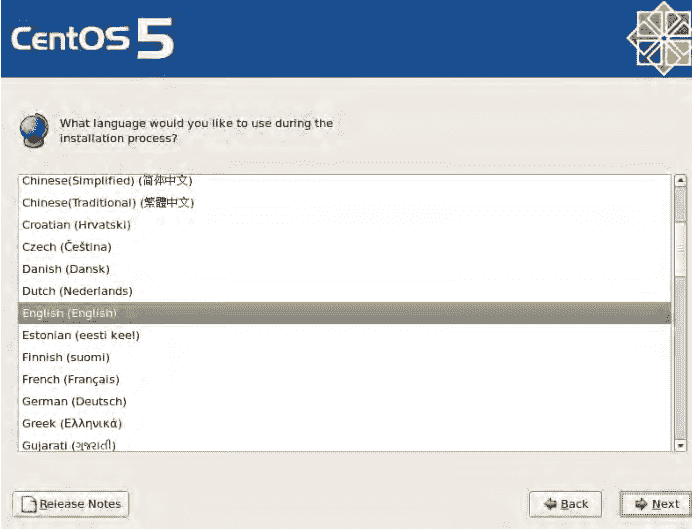 CentOS 5
What language would you like to use during the
installation process?
Chinese(Simplified) (简体中文)
Chinese(Traditional) (繁體中文)
Croatian (Hrvatski)
Czech (Čeština)
Danish (Dansk)
Dutch (Nederlands)
English (English)
Estonian (eesti keel)
Finnish (suomi)
French (Français)
German (Deutsch)
Greek (Ελληνικά)
Gujarati (ગુજરાતી)
Release Notes
Back
Next